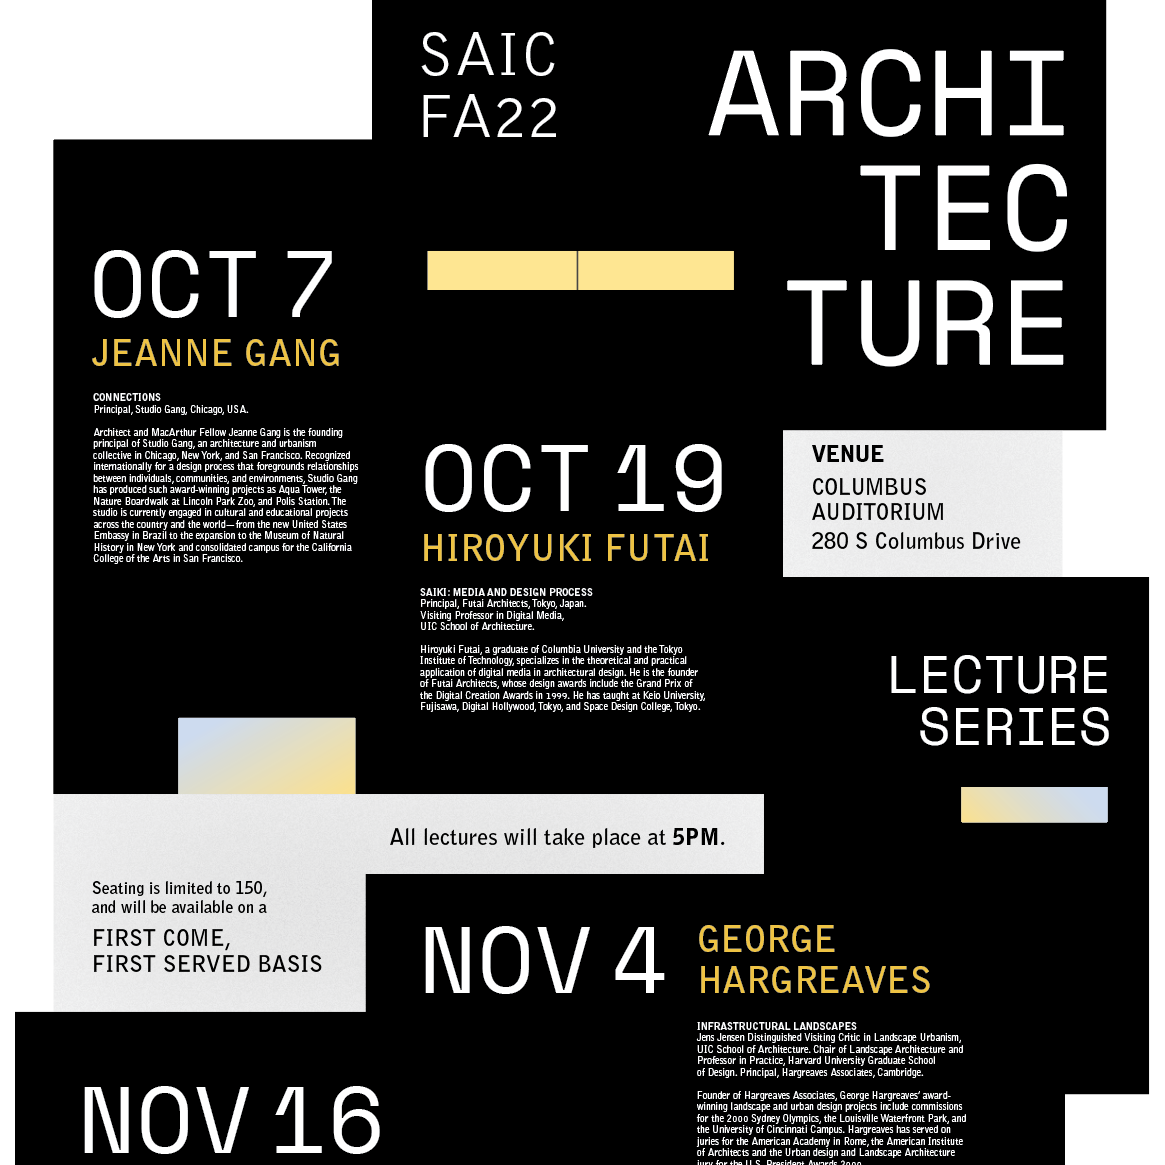 SAIC
FA22
ARCHI
TEC
TURE
OCT 7
JEANNE GANG
CONNECTIONS
Principal, Studio Gang, Chicago, USA.
Architect and MacArthur Fellow Jeanne Gang is the founding
principal of Studio Gang, an architecture and urbanism
collective in Chicago, New York, and San Francisco. Recognized
internationally for a design process that foregrounds relationships
between individuals, communities, and environments, Studio Gang
has produced such award-winning projects as Aqua Tower, the
Nature Boardwalk at Lincoln Park Zoo, and Polis Station. The
studio is currently engaged in cultural and educational projects
across the country and the world—from the new United States
Embassy in Brazil to the expansion to the Museum of Natural
History in New York and consolidated campus for the California
College of the Arts in San Francisco.
OCT 19
HIROYUKI FUTAI
SAIKI: MEDIA AND DESIGN PROCESS
Principal, Futai Architects, Tokyo, Japan.
Visiting Professor in Digital Media,
UIC School of Architecture.
Hiroyuki Futai, a graduate of Columbia University and the Tokyo
Institute of Technology, specializes in the theoretical and practical
application of digital media in architectural design. He is the founder
of Futai Architects, whose design awards include the Grand Prix of
the Digital Creation Awards in 1999. He has taught at Keio University,
Fujisawa, Digital Hollywood, Tokyo, and Space Design College, Tokyo.
VENUE
COLUMBUS
AUDITORIUM
280 S Columbus Drive
LECTURE
SERIES
All lectures will take place at 5PM.
Seating is limited to 150,
and will be available on a
FIRST COME,
FIRST SERVED BASIS
NOV 4
GEORGE
HARGREAVES
INFRASTRUCTURAL LANDSCAPES
Jens Jensen Distinguished Visiting Critic in Landscape Urbanism,
UIC School of Architecture. Chair of Landscape Architecture and
Professor in Practice, Harvard University Graduate School
of Design. Principal, Hargreaves Associates, Cambridge.
Founder of Hargreaves Associates, George Hargreaves' award-
winning landscape and urban design projects include commissions
for the 2000 Sydney Olympics, the Louisville Waterfront Park, and
the University of Cincinnati Campus. Hargreaves has served on
juries for the American Academy in Rome, the American Institute
of Architects and the Urban design and Landscape Architecture
jury for the U.S. President Awards 2000.
NOV 16